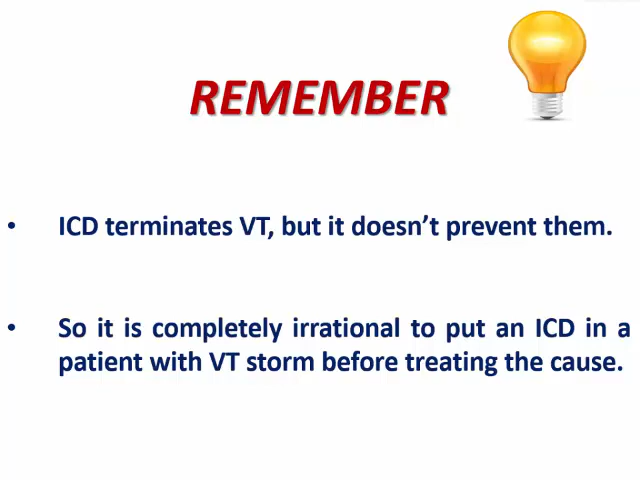 REMEMBER
• ICD terminates VT, but it doesn’t prevent them.
• So it is completely irrational to put an ICD in a
patient with VT storm before treating the cause.